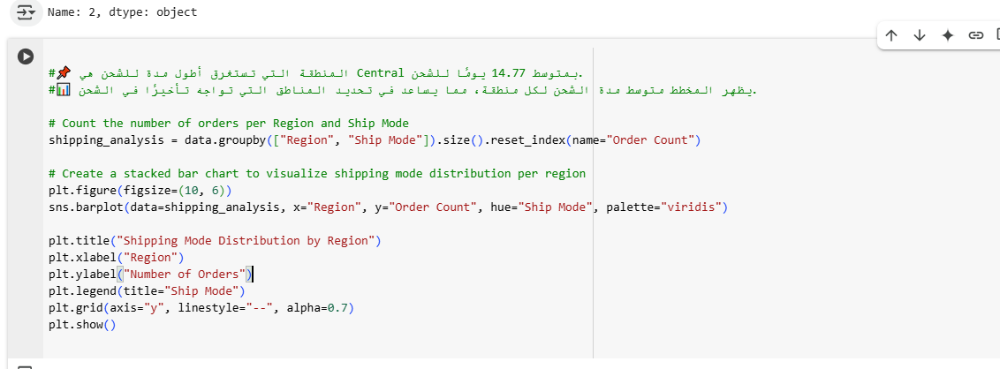 Name: 2, dtype: object
#📌 المنطقة التي تستغرق أطول مدة للشحن هي Central بمتوسط 14.77 يومًا للشحن.
#📊 يظهر المخطط متوسط مدة الشحن لكل منطقة، مما يساعد في تحديد المناطق التي تواجه تأخيرًا في الشحن.
# Count the number of orders per Region and Ship Mode
shipping_analysis = data.groupby(["Region", "Ship Mode"]).size().reset_index(name="Order Count")
# Create a stacked bar chart to visualize shipping mode distribution per region
plt.figure(figsize=(10, 6))
sns.barplot(data=shipping_analysis, x="Region", y="Order Count", hue="Ship Mode", palette="viridis")
plt.title("Shipping Mode Distribution by Region")
plt.xlabel("Region")
plt.ylabel("Number of Orders")
plt.legend(title="Ship Mode")
plt.grid(axis="y", linestyle="--", alpha=0.7)
plt.show()